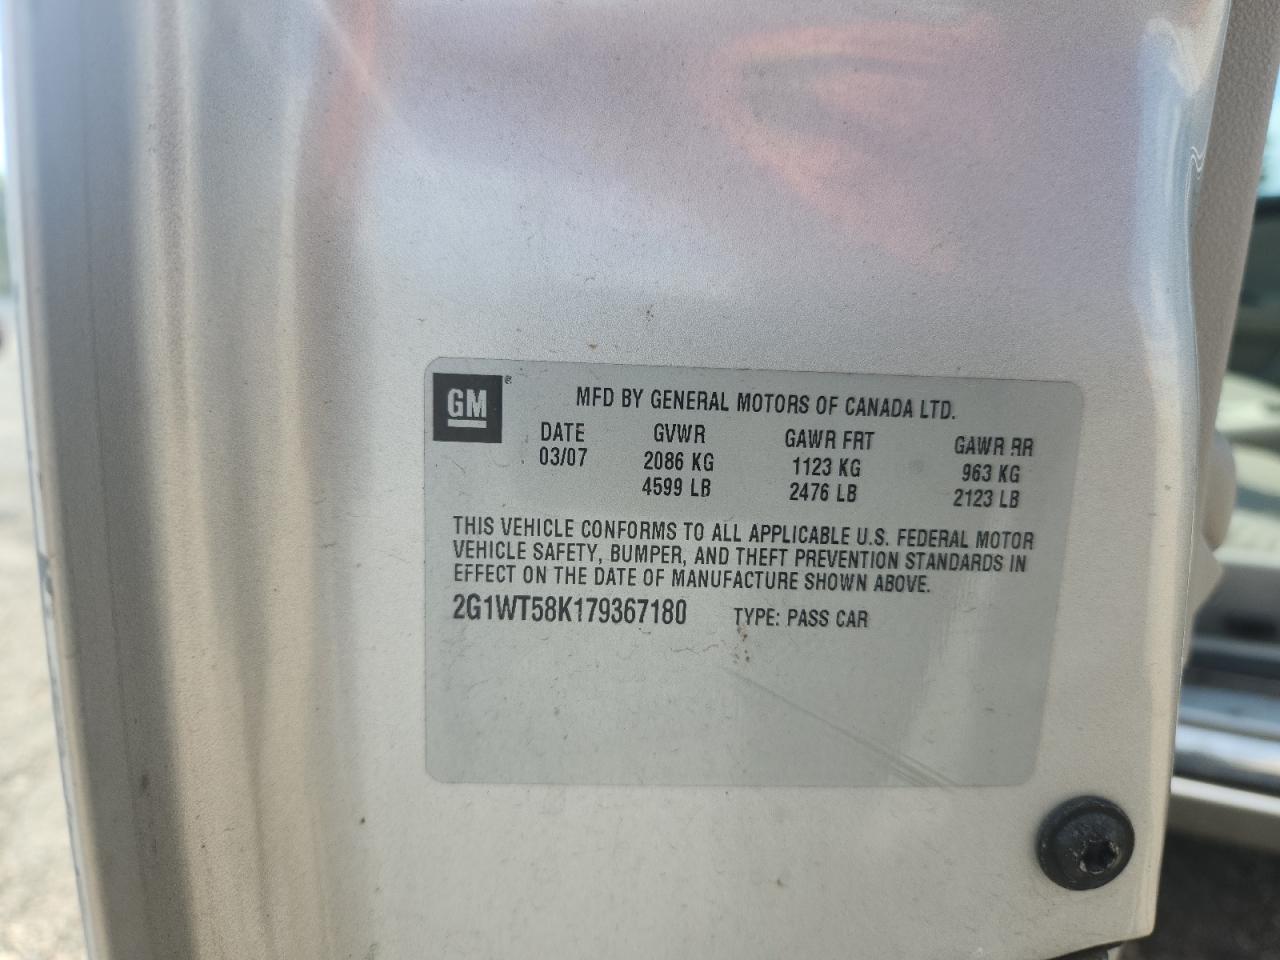 GM ®
MFD BY GENERAL MOTORS OF CANADA LTD.
DATE GVWR GAWR FRT GAWR RR
03/07 2086 KG 1123 KG 963 KG
4599 LB 2476 LB 2123 LB
THIS VEHICLE CONFORMS TO ALL APPLICABLE U.S. FEDERAL MOTOR
VEHICLE SAFETY, BUMPER, AND THEFT PREVENTION STANDARDS IN
EFFECT ON THE DATE OF MANUFACTURE SHOWN ABOVE.
2G1WT58K179367180 TYPE: PASS CAR